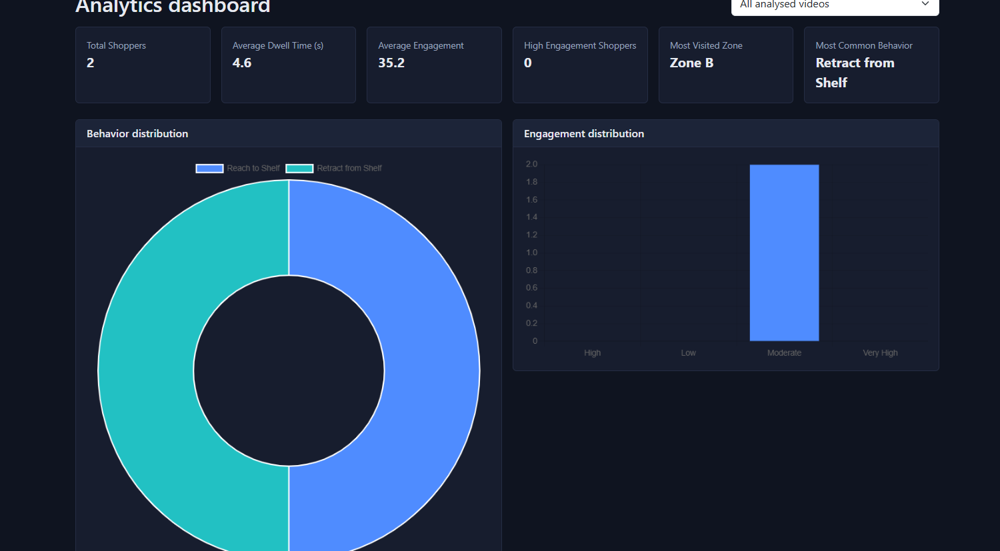 Analytics dashboard
All analysed videos
Total Shoppers
2
Average Dwell Time (s)
4.6
Average Engagement
35.2
High Engagement Shoppers
0
Most Visited Zone
Zone B
Most Common Behavior
Retract from
Shelf
Behavior distribution
Reach to Shelf
Retract from Shelf
Engagement distribution
2.0
1.8
1.6
1.4
1.2
1.0
0.8
0.6
0.4
0.2
0
High
Low
Moderate
Very High